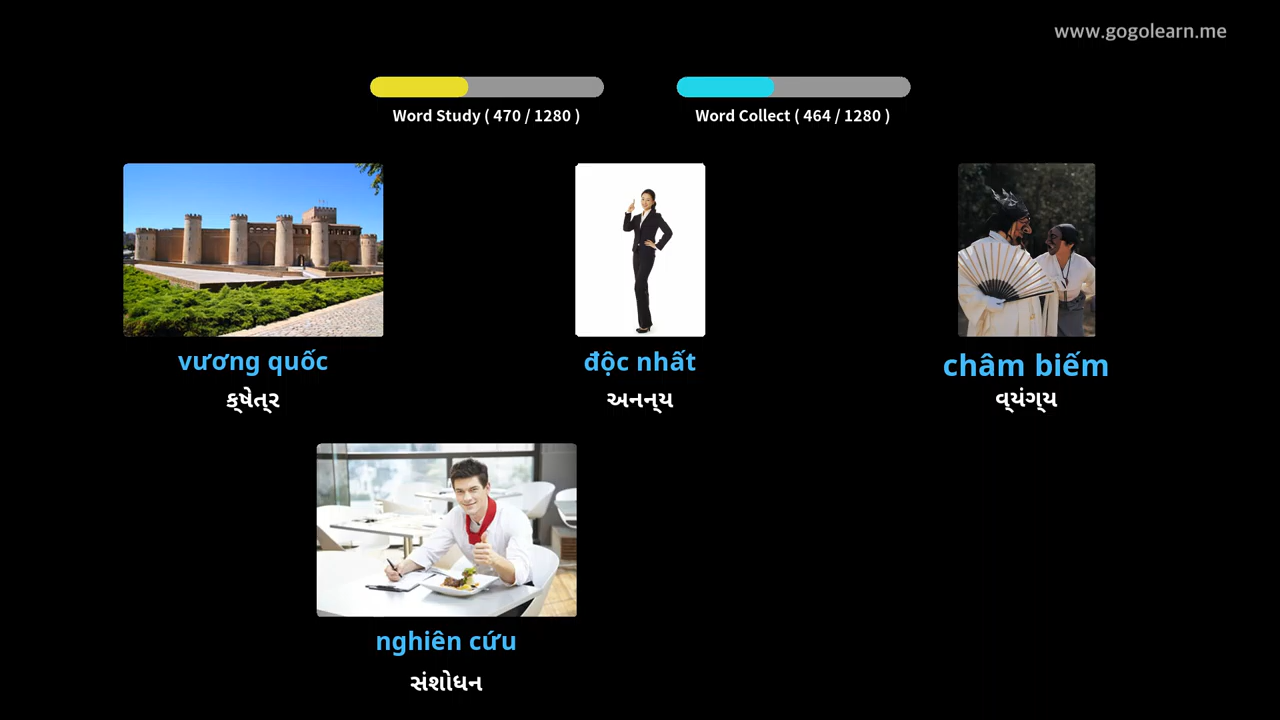 www.gogolearn.me
Word Study ( 470 / 1280 )
Word Collect ( 464 / 1280 )
vương quốc
độc nhất
châm biếm
ક્ષેત્ર
અનન્ય
વ્યંગ્ય
nghiên cứu
સંશોધન